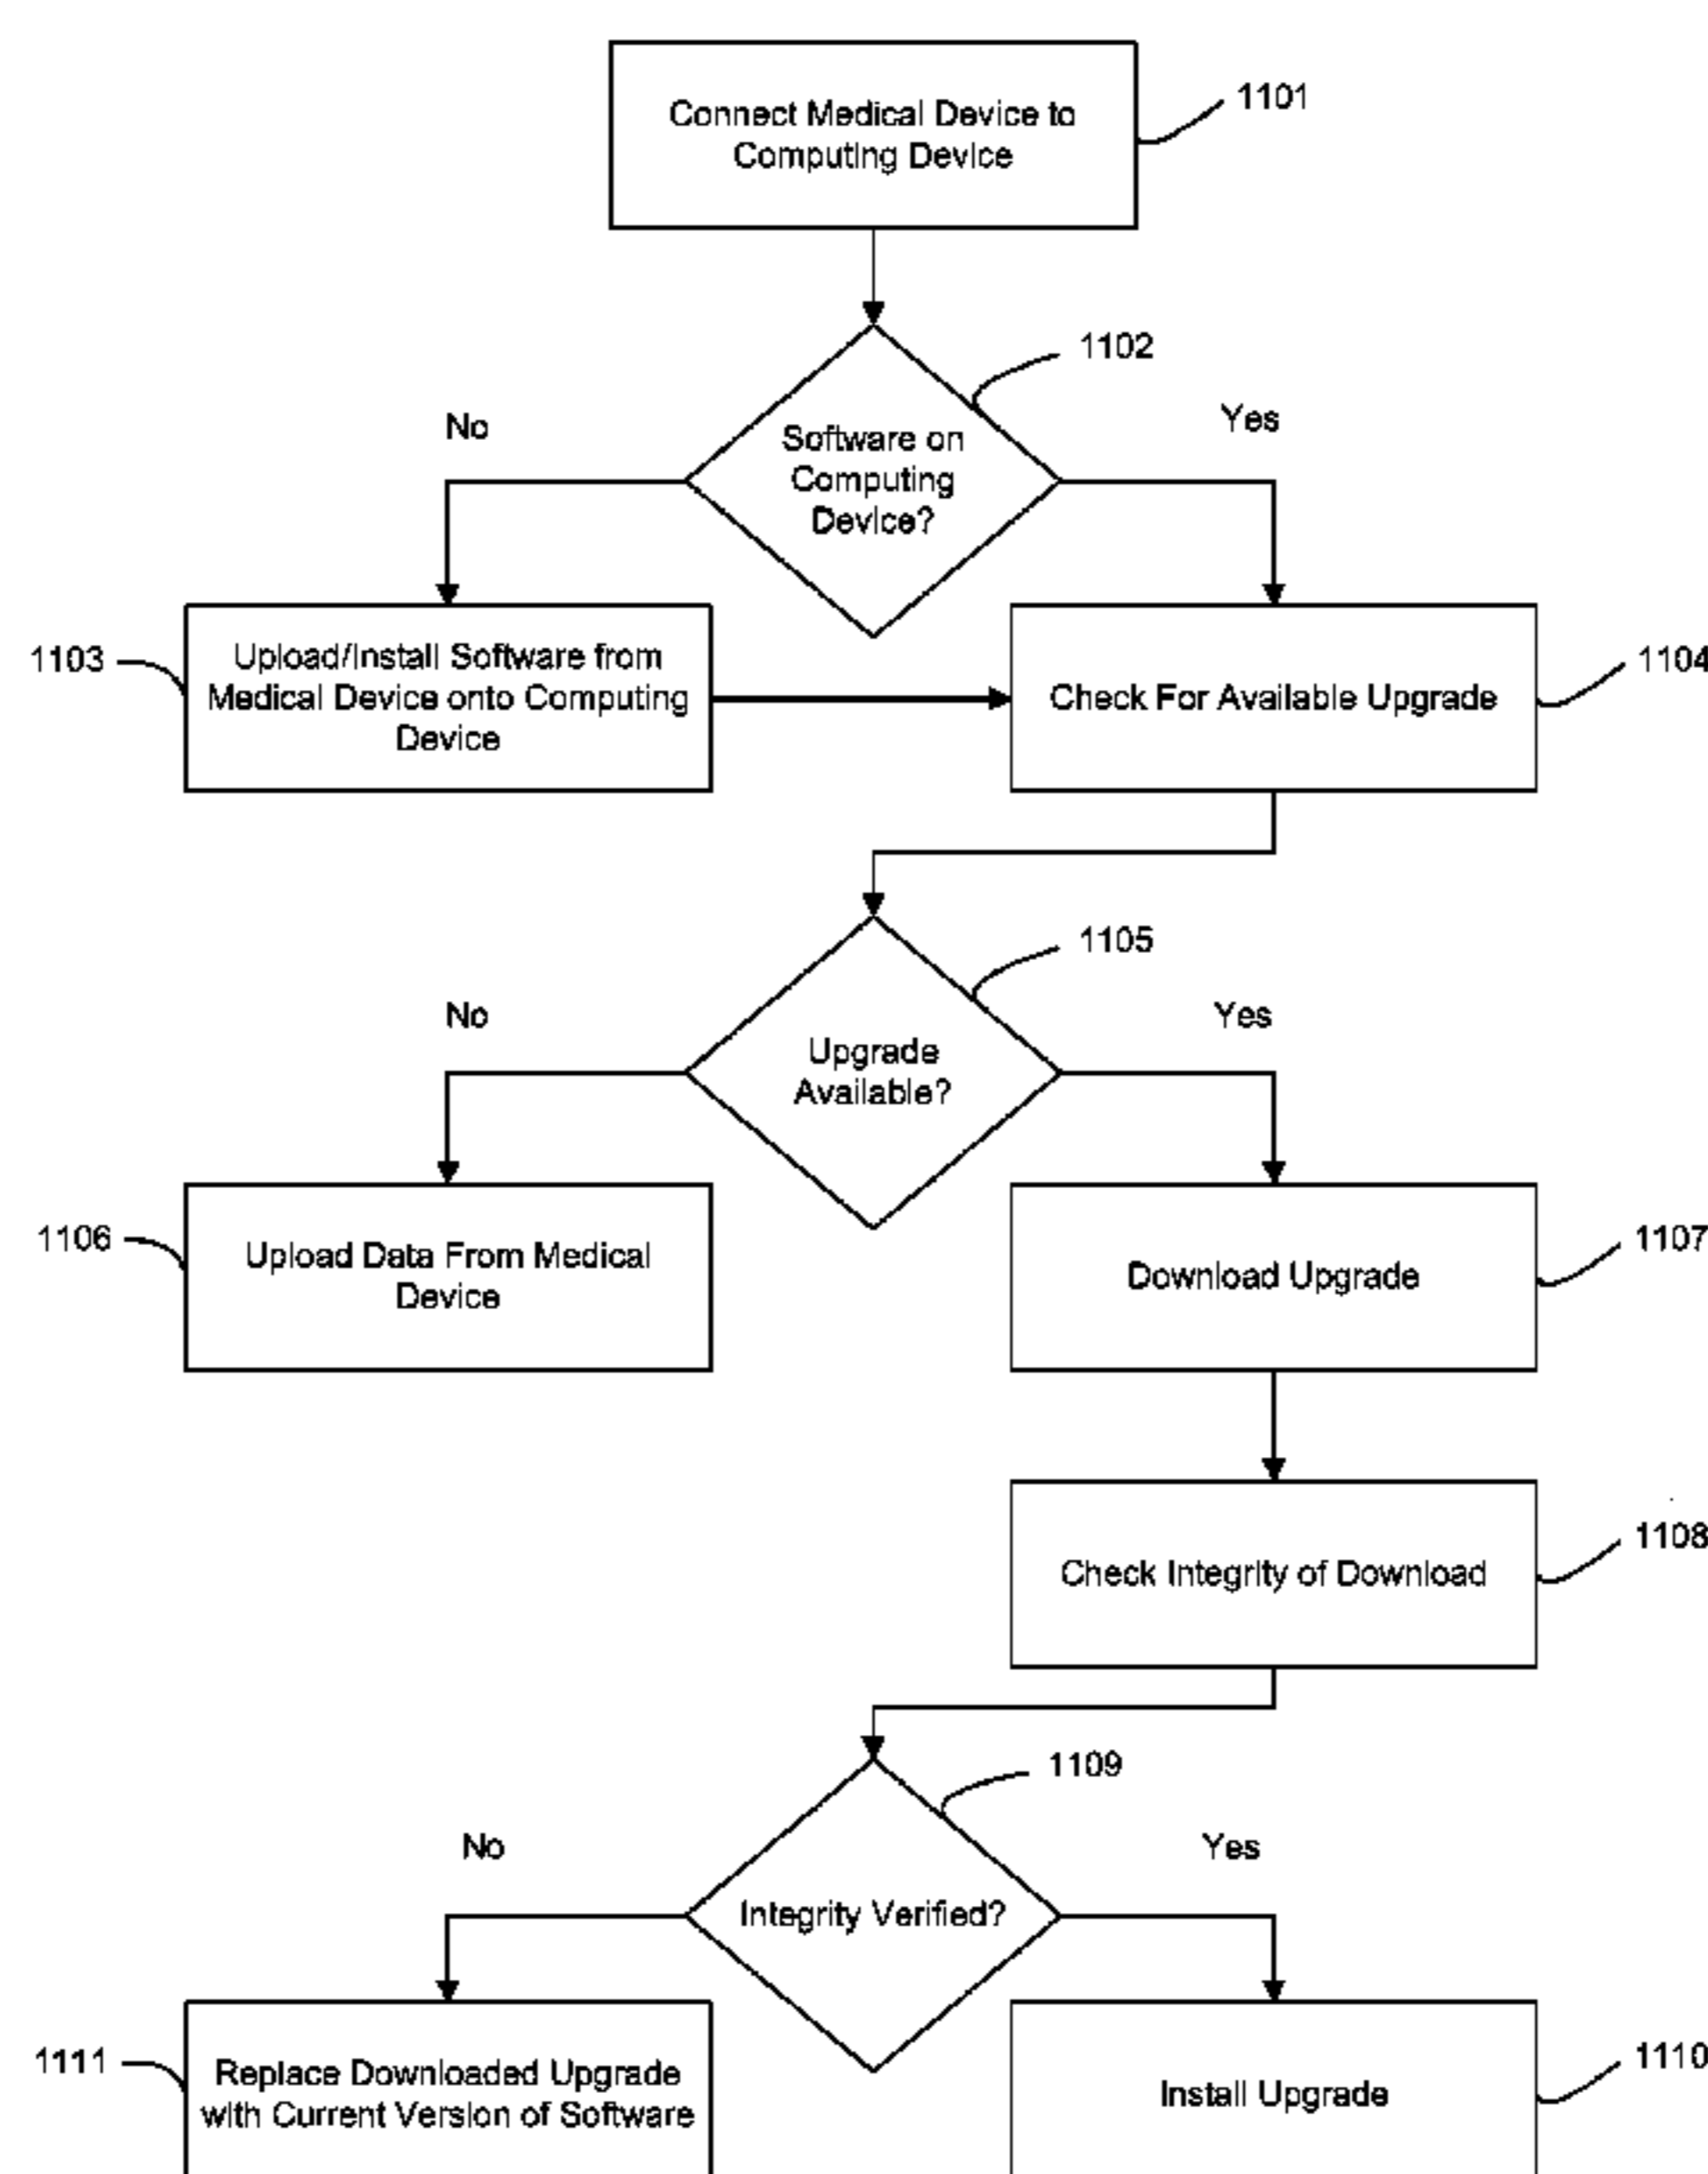 Connect Medical Device to
Computing Device
1101
1102
No
Yes
Software on
Computing
Device?
1103
Upload/Install Software from
Medical Device onto Computing
Device
Check For Available Upgrade
1104
1105
No
Yes
Upgrade
Available?
1106
Upload Data From Medical
Device
Download Upgrade
1107
Check Integrity of Download
1108
1109
No
Yes
Integrity Verified?
1111
Replace Downloaded Upgrade
with Current Version of Software
Install Upgrade
1110